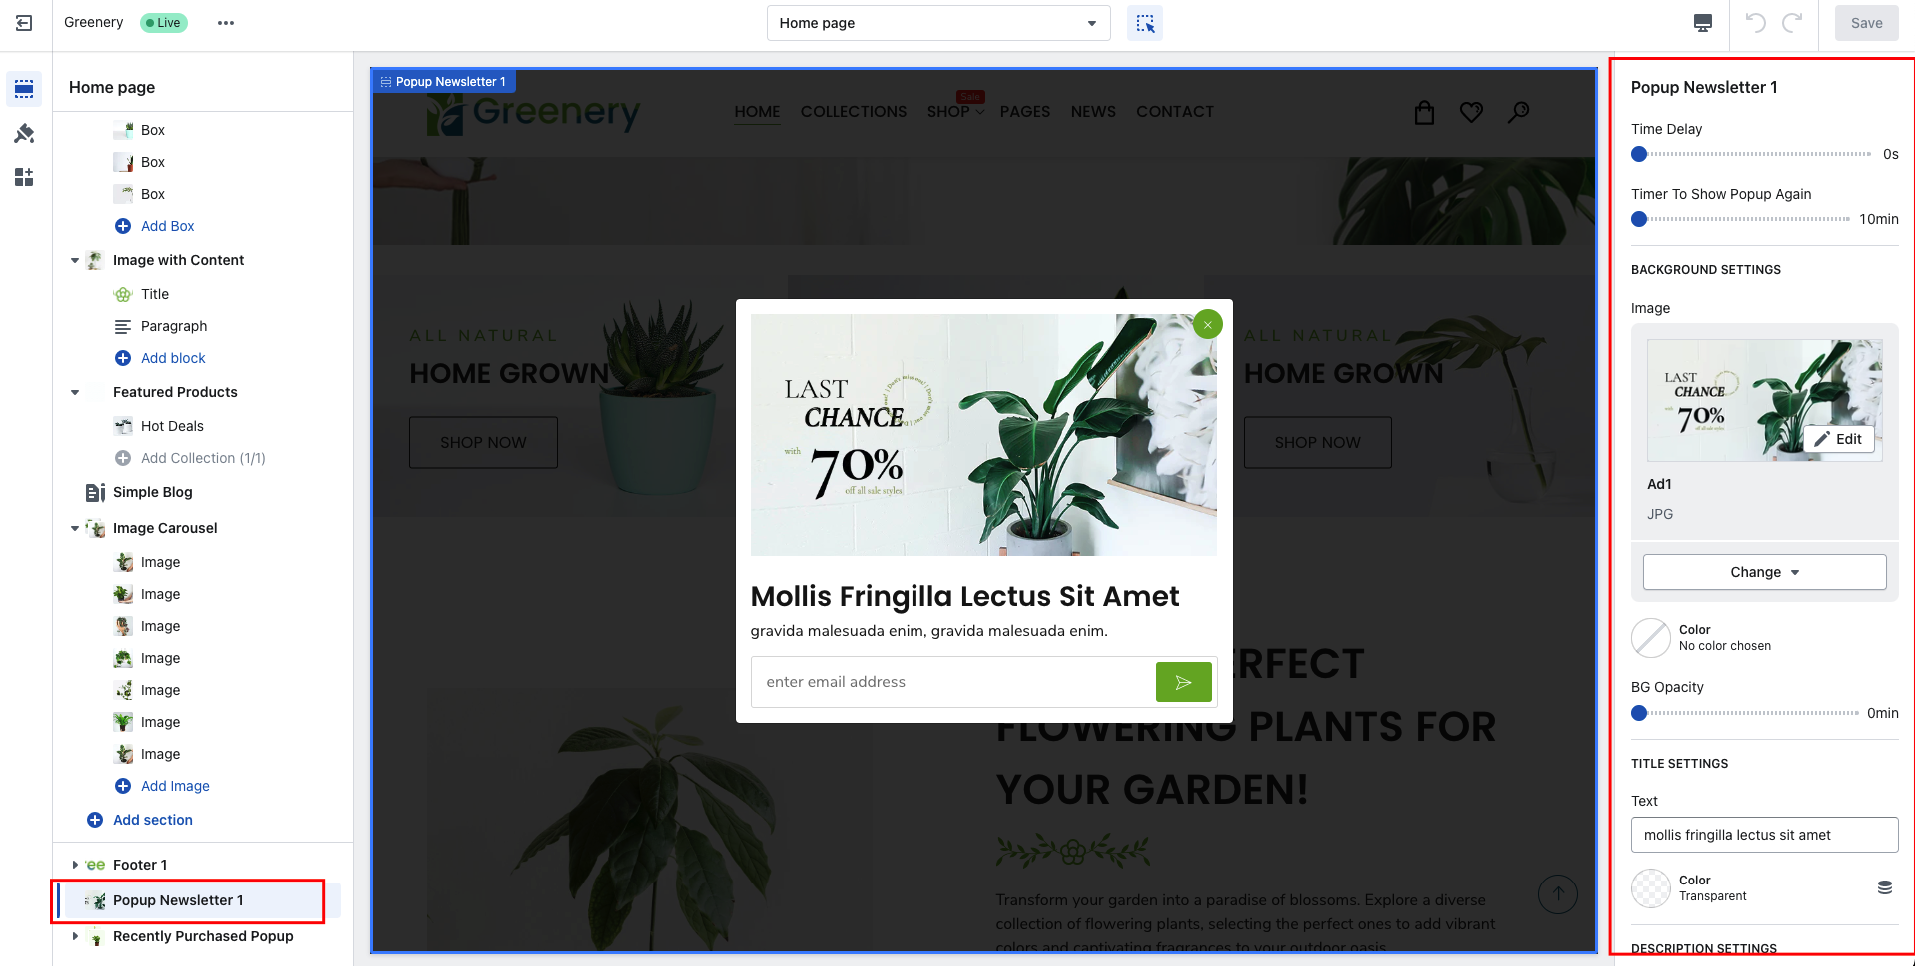 Greenery
Live
Home page
Save
Home page
Box
Box
Box
Add Box
Image with Content
Title
Paragraph
Add block
Featured Products
Hot Deals
Add Collection (1/1)
Simple Blog
Image Carousel
Image
Image
Image
Image
Image
Image
Image
Add Image
Add section
ee
Footer 1
Popup Newsletter 1
Recently Purchased Popup
Popup Newsletter 1
Greenery
HOME
COLLECTIONS
SHOP
Sale
PAGES
NEWS
CONTACT
ALL NATURAL
HOME GROWN
SHOP NOW
ALL NATURAL
HOME GROWN
SHOP NOW
LAST
CHANCE
with
70%
off all sale styles
Mollis Fringilla Lectus Sit Amet
gravida malesuada enim, gravida malesuada enim.
enter email address
ERFECT
FLOWERING PLANTS FOR
YOUR GARDEN!
Transform your garden into a paradise of blossoms. Explore a diverse
collection of flowering plants, selecting the perfect ones to add vibrant
colors and captivating fragrances to your outdoor oasis.
Popup Newsletter 1
Time Delay
0s
Timer To Show Popup Again
10min
BACKGROUND SETTINGS
Image
LAST
CHANCE
with
70%
off all sale styles
Edit
Ad1
JPG
Change
Color
No color chosen
BG Opacity
0min
TITLE SETTINGS
Text
mollis fringilla lectus sit amet
Color
Transparent
DESCRIPTION SETTINGS